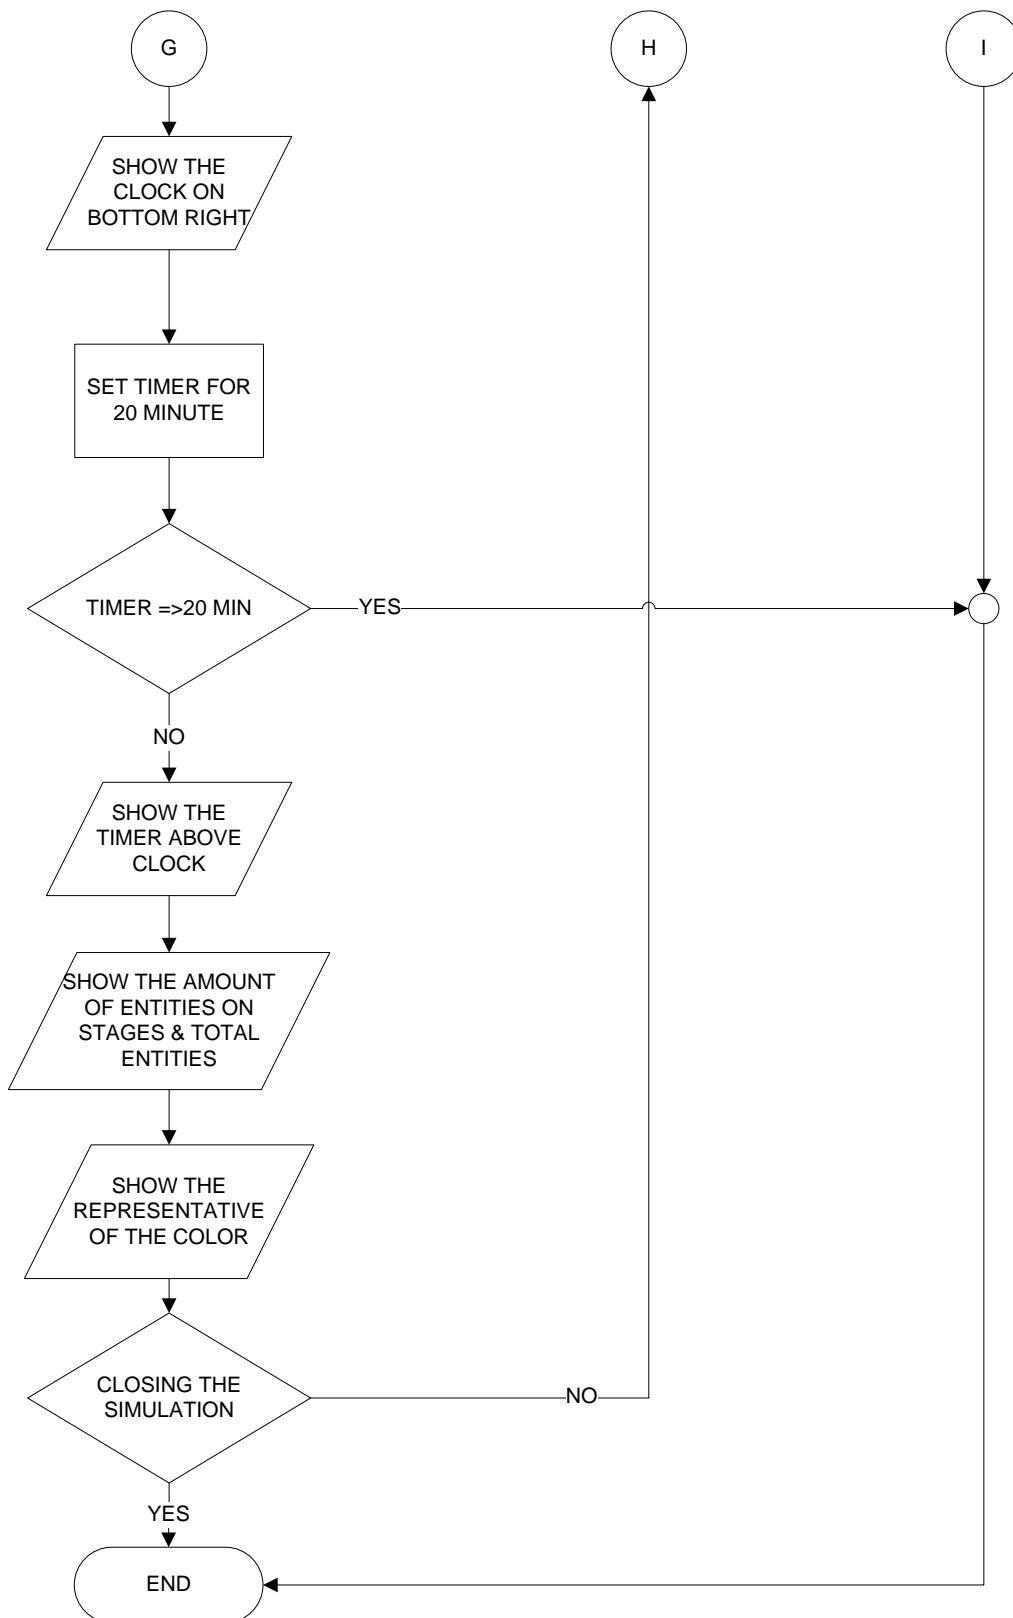 G
H
I
SHOW THE
CLOCK ON
BOTTOM RIGHT
SET TIMER FOR
20 MINUTE
TIMER =>20 MIN
YES
NO
SHOW THE
TIMER ABOVE
CLOCK
SHOW THE AMOUNT
OF ENTITIES ON
STAGES & TOTAL
ENTITIES
SHOW THE
REPRESENTATIVE
OF THE COLOR
CLOSING THE
SIMULATION
NO
YES
END